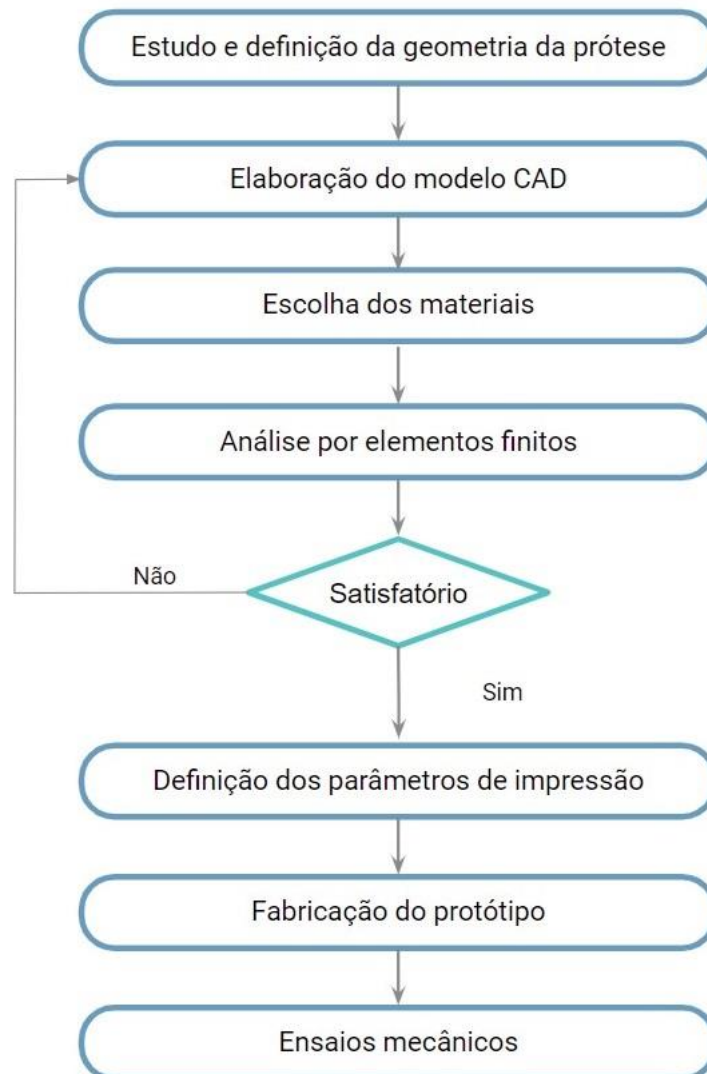 Estudo e definição da geometria da prótese
Elaboração do modelo CAD
Escolha dos materiais
Análise por elementos finitos
Não
Satisfatório
Sim
Definição dos parâmetros de impressão
Fabricação do protótipo
Ensaios mecânicos